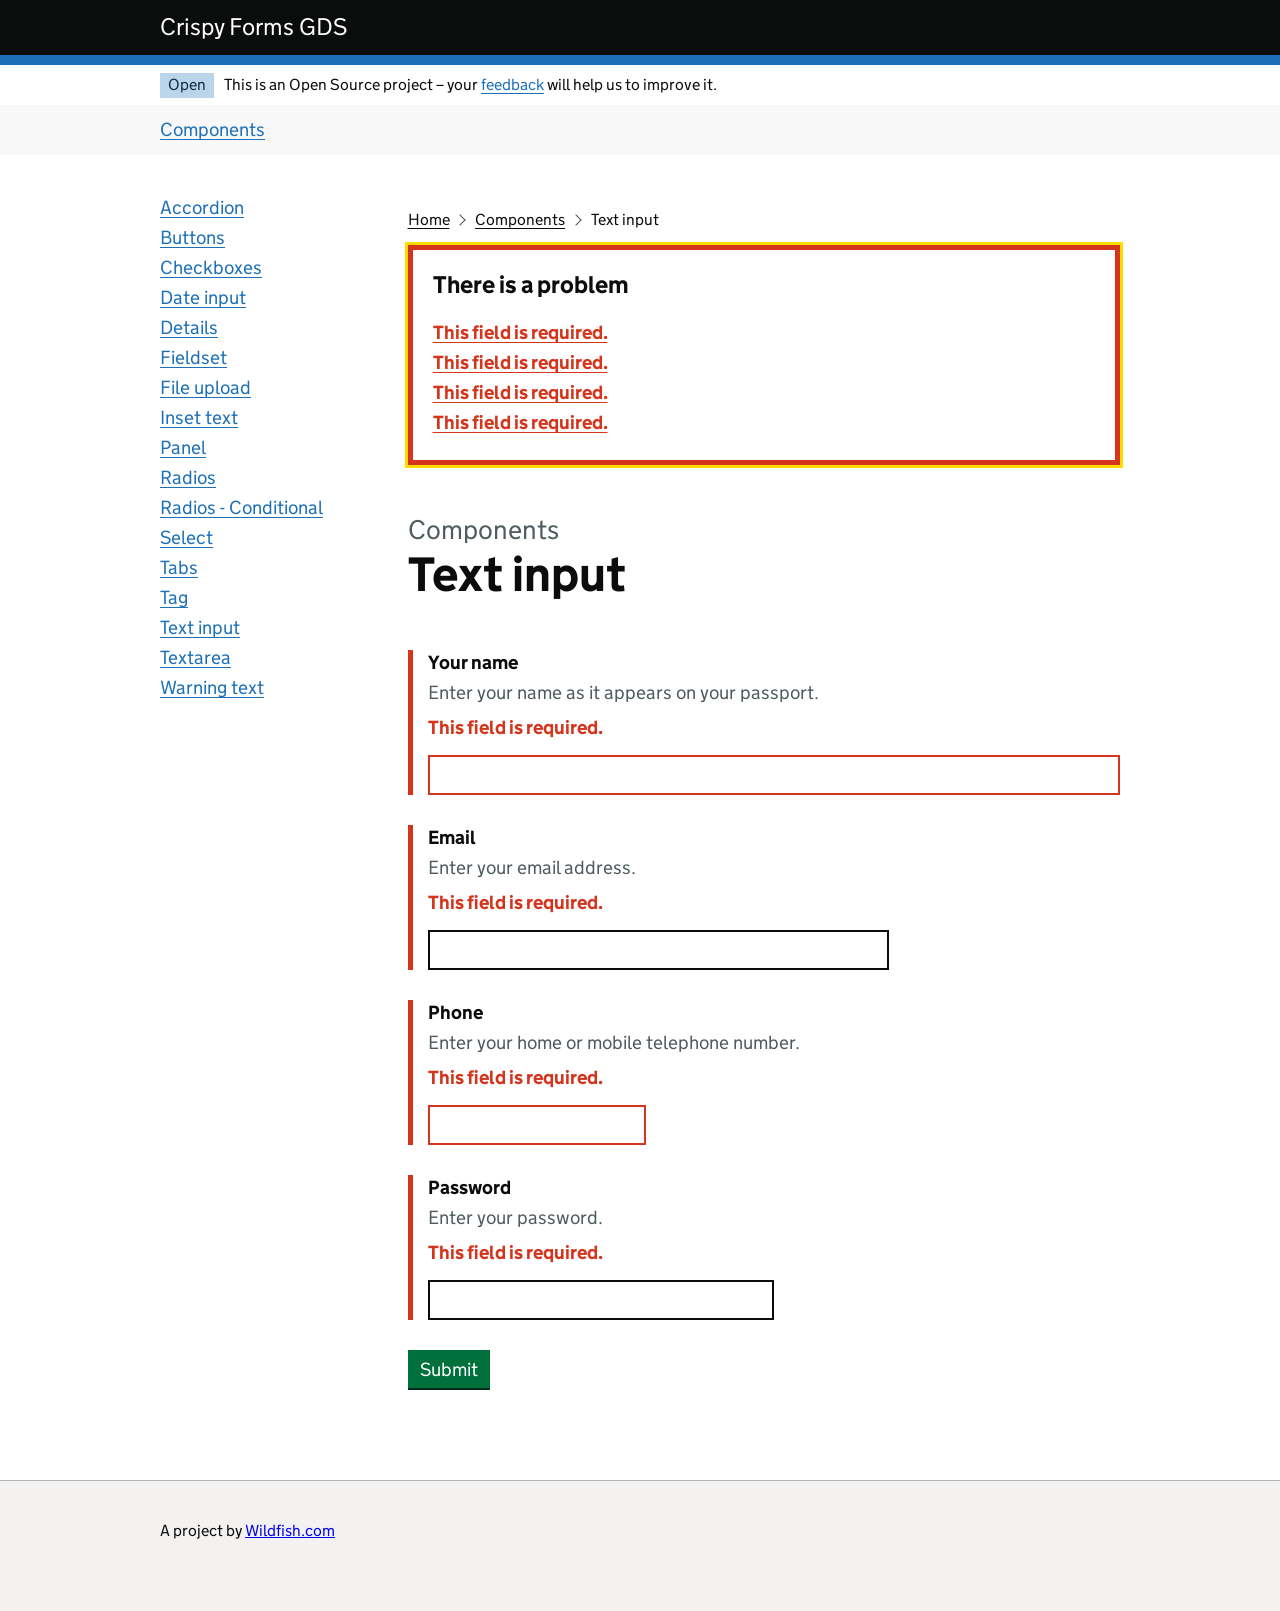 Crispy Forms GDS
Open This is an Open Source project – your feedback will help us to improve it.
Components
Accordion
Buttons
Checkboxes
Date input
Details
Fieldset
File upload
Inset text
Panel
Radios
Radios - Conditional
Select
Tabs
Tag
Text input
Textarea
Warning text
Home Components Text input
There is a problem
This field is required.
This field is required.
This field is required.
This field is required.
Components
Text input
Your name
Enter your name as it appears on your passport.
This field is required.
Email
Enter your email address.
This field is required.
Phone
Enter your home or mobile telephone number.
This field is required.
Password
Enter your password.
This field is required.
Submit
A project by Wildfish.com